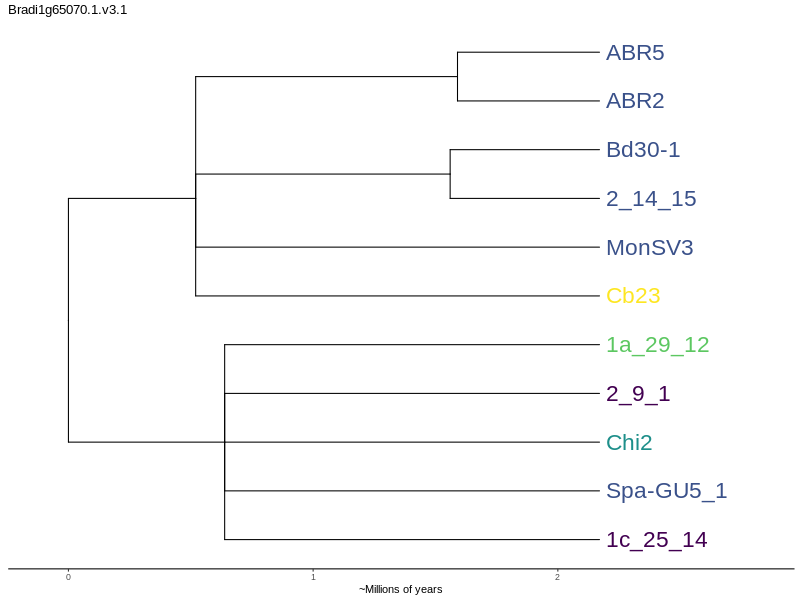 Bradi1g65070.1.v3.1
ABR5
ABR2
Bd30-1
2_14_15
MonSV3
Cb23
1a_29_12
2_9_1
Chi2
Spa-GU5_1
1c_25_14
0 1 2
~Millions of years